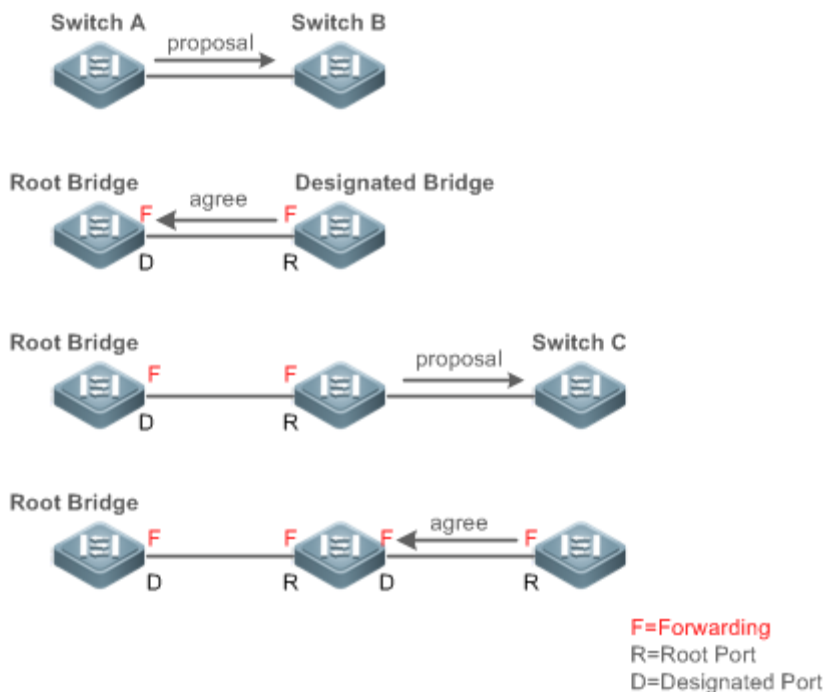 Switch A
Switch B
proposal
Root Bridge
Designated Bridge
F
agree
F
D
R
Root Bridge
Switch C
F
F
proposal
D
R
Root Bridge
F
F
F
agree
F
D
R
D
R
F=Forwarding
R=Root Port
D=Designated Port